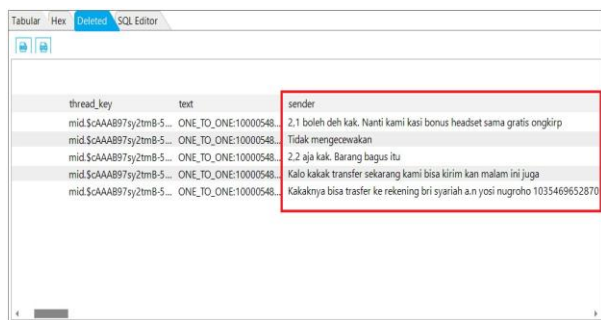 Tabular Hex Deleted SQL Editor
thread_key text sender
mid.$cAAAB97sy2tmB-5... ONE_TO_ONE:10000548... 2,1 boleh deh kak. Nanti kami kasi bonus headset sama gratis ongkirp
mid.$cAAAB97sy2tmB-5... ONE_TO_ONE:10000548... Tidak mengecewakan
mid.$cAAAB97sy2tmB-5... ONE_TO_ONE:10000548... 2,2 aja kak. Barang bagus itu
mid.$cAAAB97sy2tmB-5... ONE_TO_ONE:10000548... Kalo kakak transfer sekarang kami bisa kirim kan malam ini juga
mid.$cAAAB97sy2tmB-5... ONE_TO_ONE:10000548... Kakaknya bisa trasfer ke rekening bri syariah a.n yosi nugroho 1035469652870